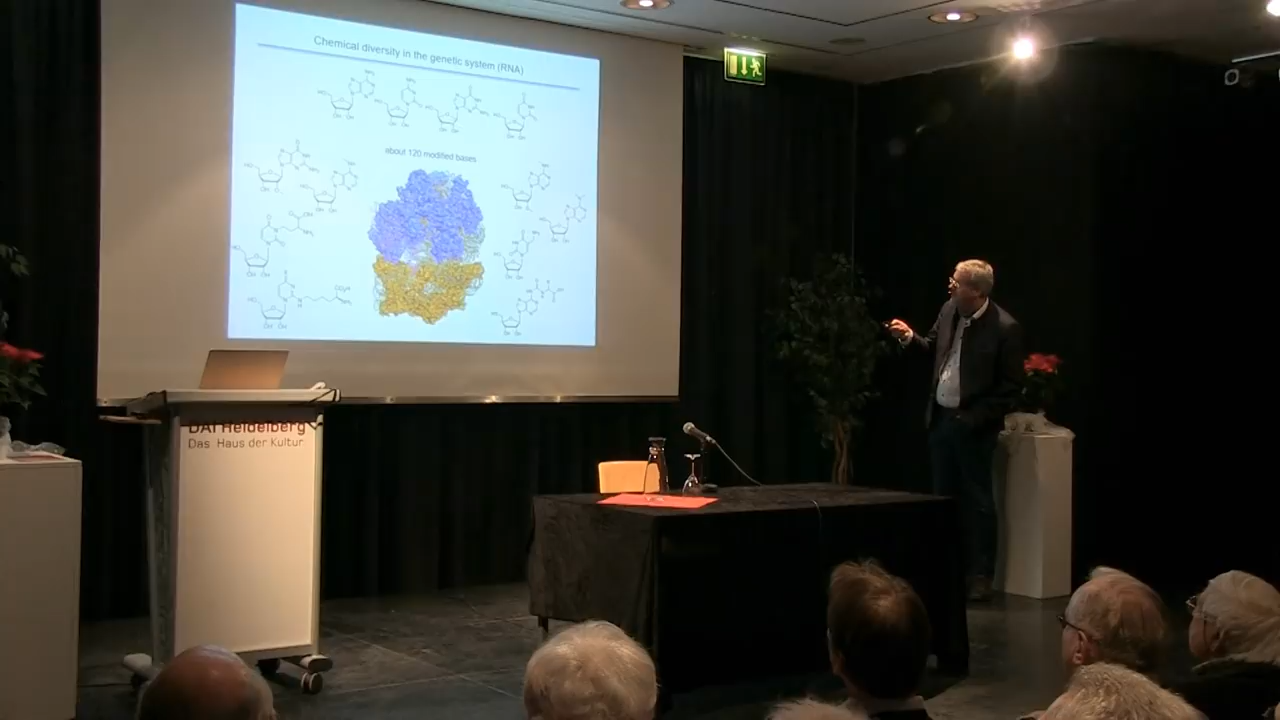 Chemical diversity in the genetic system (RNA)
about 120 modified bases
DAI Heidelberg
Das Haus der Kultur